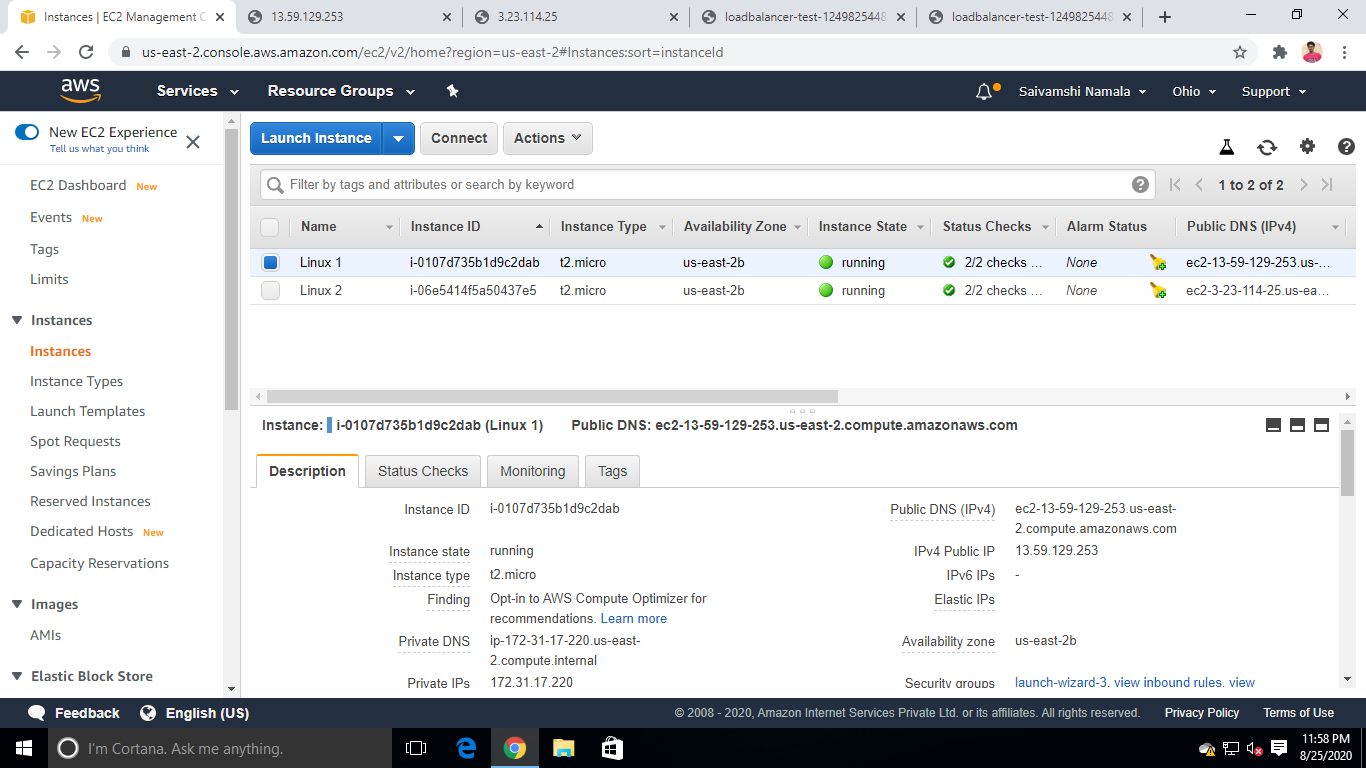 Instances | EC2 Management C
13.59.129.253
3.23.114.25
loadbalancer-test-1249825448
loadbalancer-test-1249825448
us-east-2.console.aws.amazon.com/ec2/v2/home?region=us-east-2#Instances:sort=instanceId
aws
Services
Resource Groups
Saivamshi Namala
Ohio
Support
New EC2 Experience
Tell us what you think
EC2 Dashboard New
Events New
Tags
Limits
Instances
Instances
Instance Types
Launch Templates
Spot Requests
Savings Plans
Reserved Instances
Dedicated Hosts New
Capacity Reservations
Images
AMIs
Elastic Block Store
Launch Instance
Connect
Actions
Filter by tags and attributes or search by keyword
1 to 2 of 2
Name Instance ID Instance Type Availability Zone Instance State Status Checks Alarm Status Public DNS (IPv4)
Linux 1 i-0107d735b1d9c2dab t2.micro us-east-2b running 2/2 checks ... None ec2-13-59-129-253.us-...
Linux 2 i-06e5414f5a50437e5 t2.micro us-east-2b running 2/2 checks ... None ec2-3-23-114-25.us-ea...
Instance: i-0107d735b1d9c2dab (Linux 1) Public DNS: ec2-13-59-129-253.us-east-2.compute.amazonaws.com
Description
Status Checks
Monitoring
Tags
Instance ID i-0107d735b1d9c2dab
Instance state running
Instance type t2.micro
Finding Opt-in to AWS Compute Optimizer for
recommendations. Learn more
Private DNS ip-172-31-17-220.us-east-
2.compute.internal
Private IPs 172.31.17.220
Public DNS (IPv4) ec2-13-59-129-253.us-east-
2.compute.amazonaws.com
IPv4 Public IP 13.59.129.253
IPv6 IPs -
Elastic IPs
Availability zone us-east-2b
Security groups launch-wizard-3. view inbound rules. view
Feedback
English (US)
© 2008 - 2020, Amazon Internet Services Private Ltd. or its affiliates. All rights reserved.
Privacy Policy
Terms of Use
I'm Cortana. Ask me anything.
11:58 PM
8/25/2020